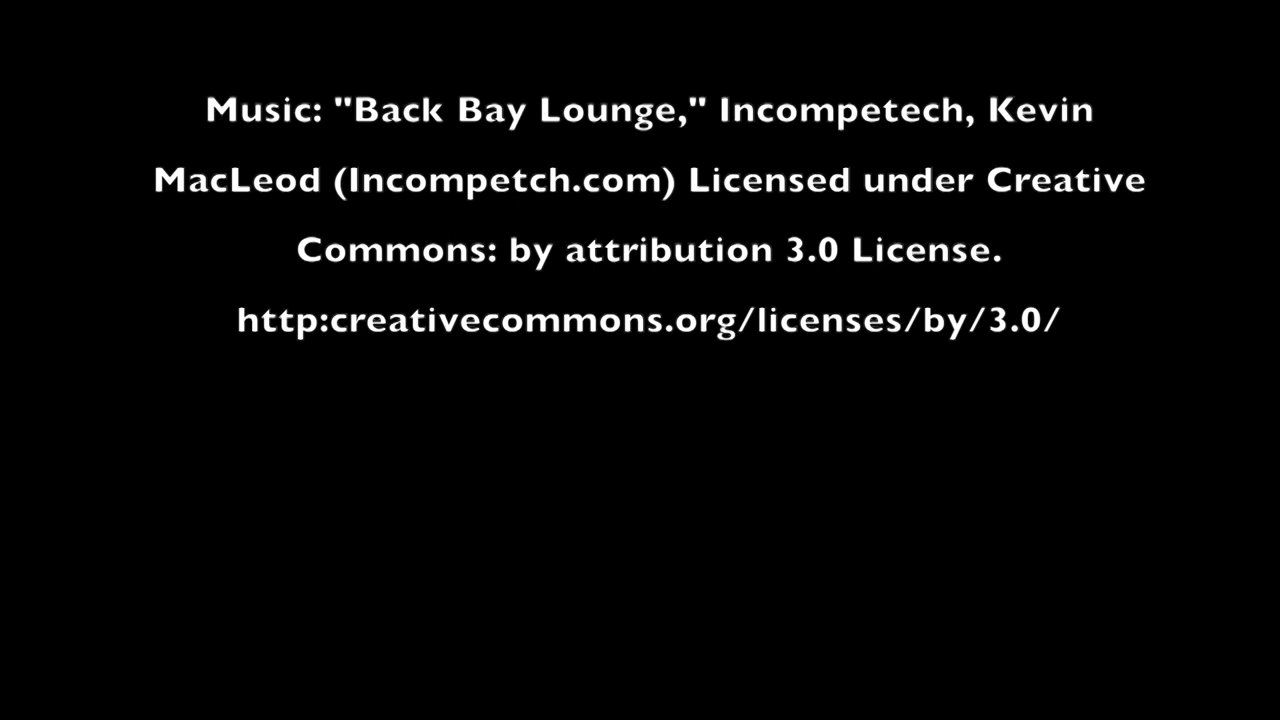 Music: "Back Bay Lounge," Incompetech, Kevin
MacLeod (Incompetch.com) Licensed under Creative
Commons: by attribution 3.0 License.
http:creativecommons.org/licenses/by/3.0/